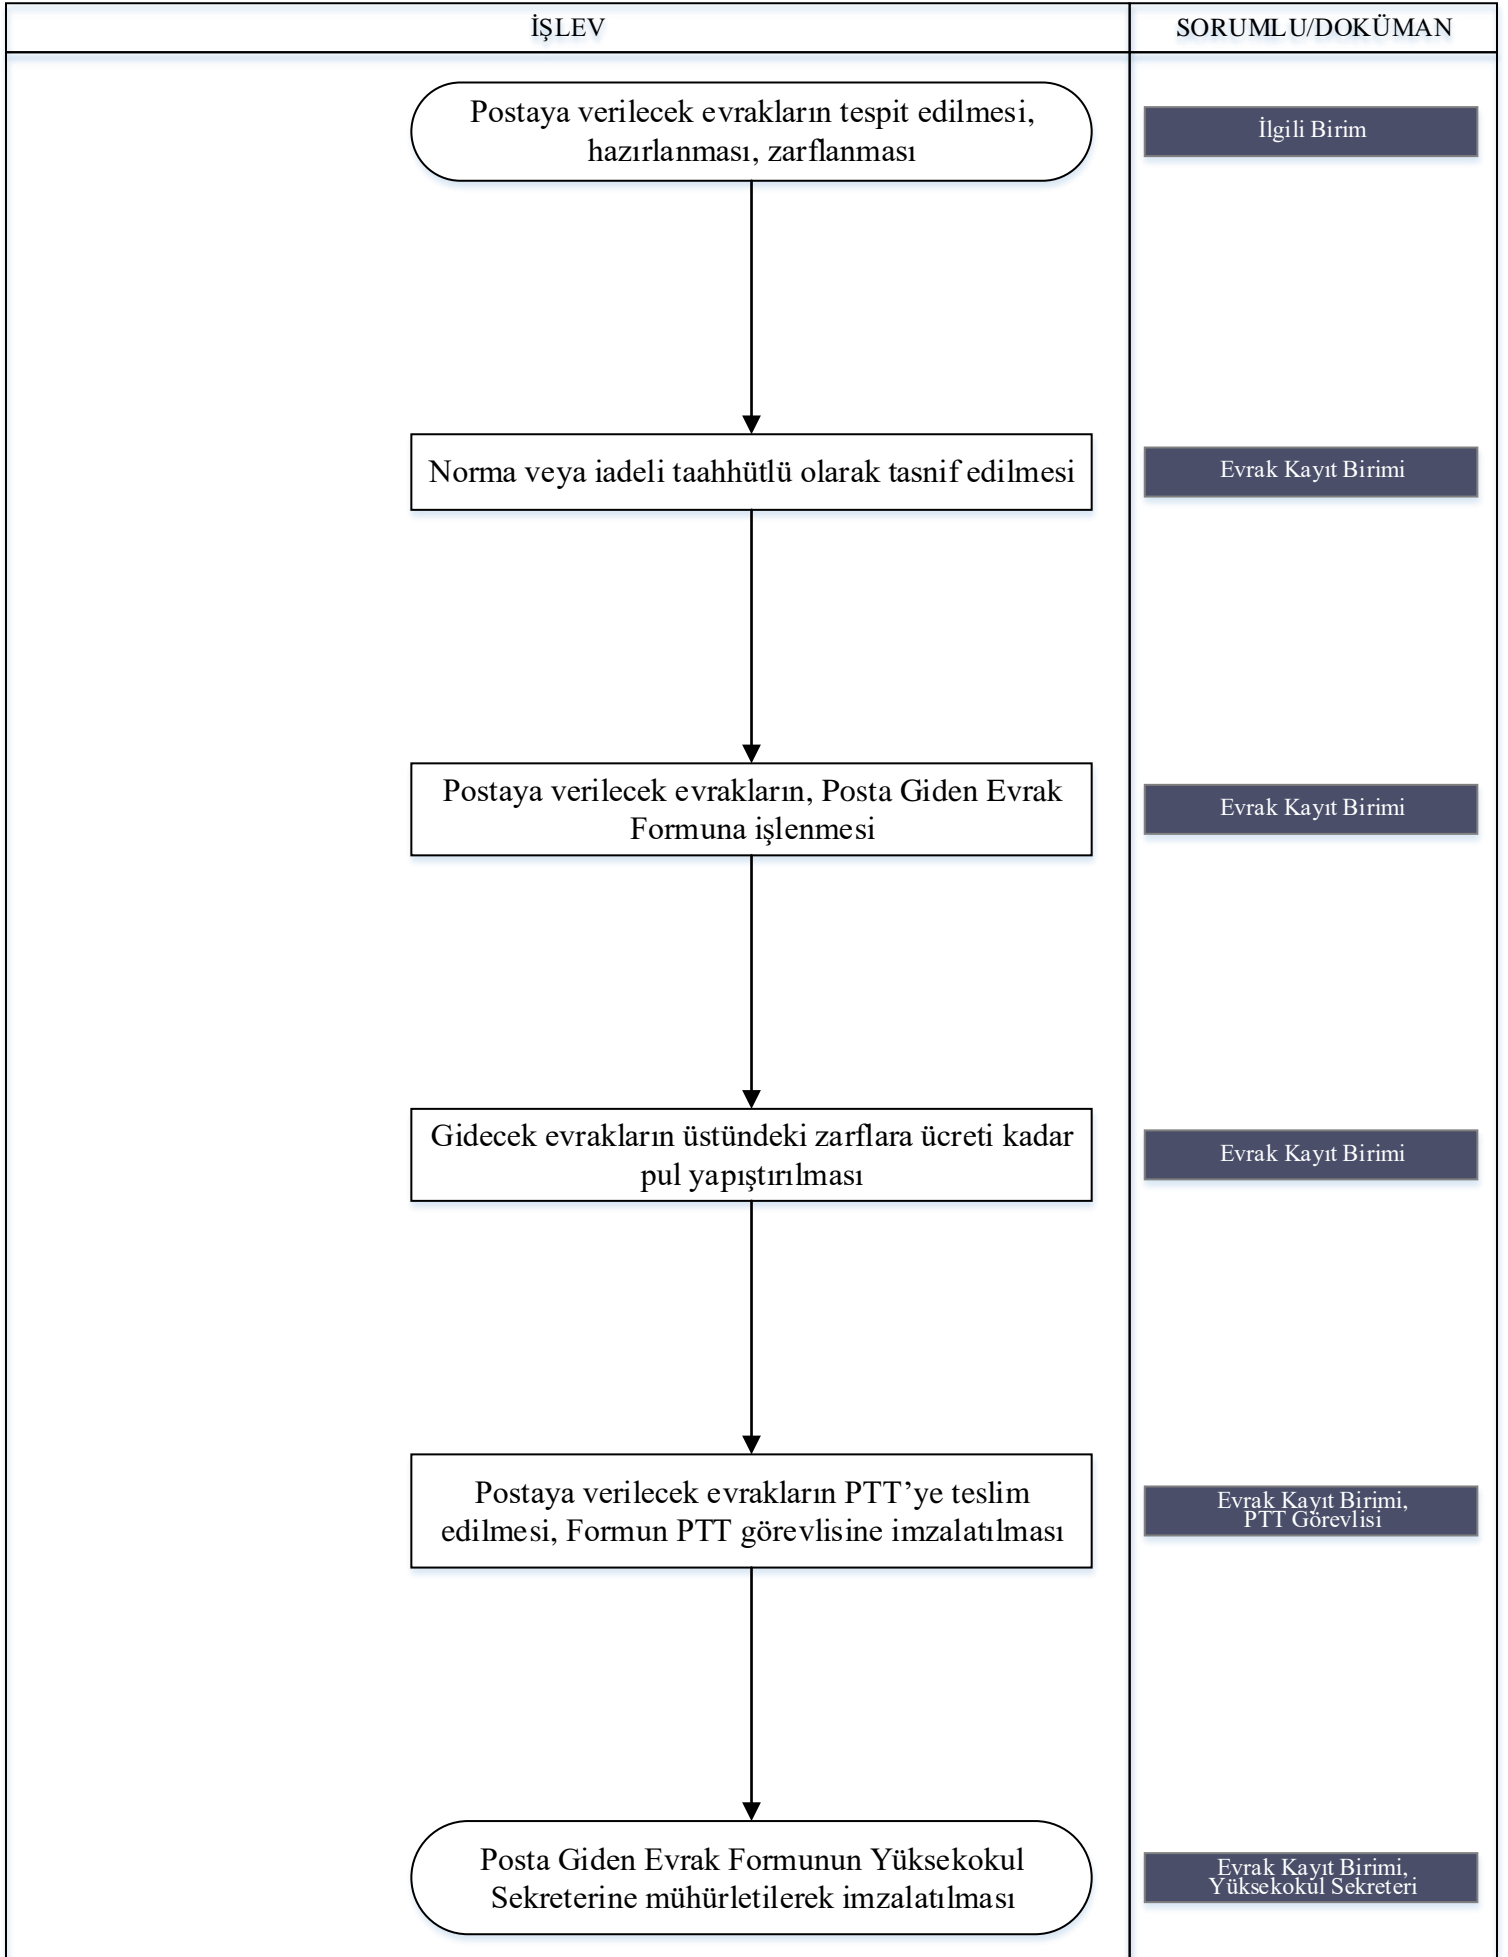 İŞLEV
SORUMLU/DOKÜMAN
Postaya verilecek evrakların tespit edilmesi,
hazırlanması, zarflanması
İlgili Birim
Norma veya iadeli taahhütlü olarak tasnif edilmesi
Evrak Kayıt Birimi
Postaya verilecek evrakların, Posta Giden Evrak
Formuna işlenmesi
Evrak Kayıt Birimi
Gidecek evrakların üstündeki zarflara ücreti kadar
pul yapıştırılması
Evrak Kayıt Birimi
Postaya verilecek evrakların PTT’ye teslim
edilmesi, Formun PTT görevlisine imzalatılması
Evrak Kayıt Birimi,
PTT Görevlisi
Posta Giden Evrak Formunun Yüksekokul
Sekreterine mühürletilerek imzalatılması
Evrak Kayıt Birimi,
Yüksekokul Sekreteri